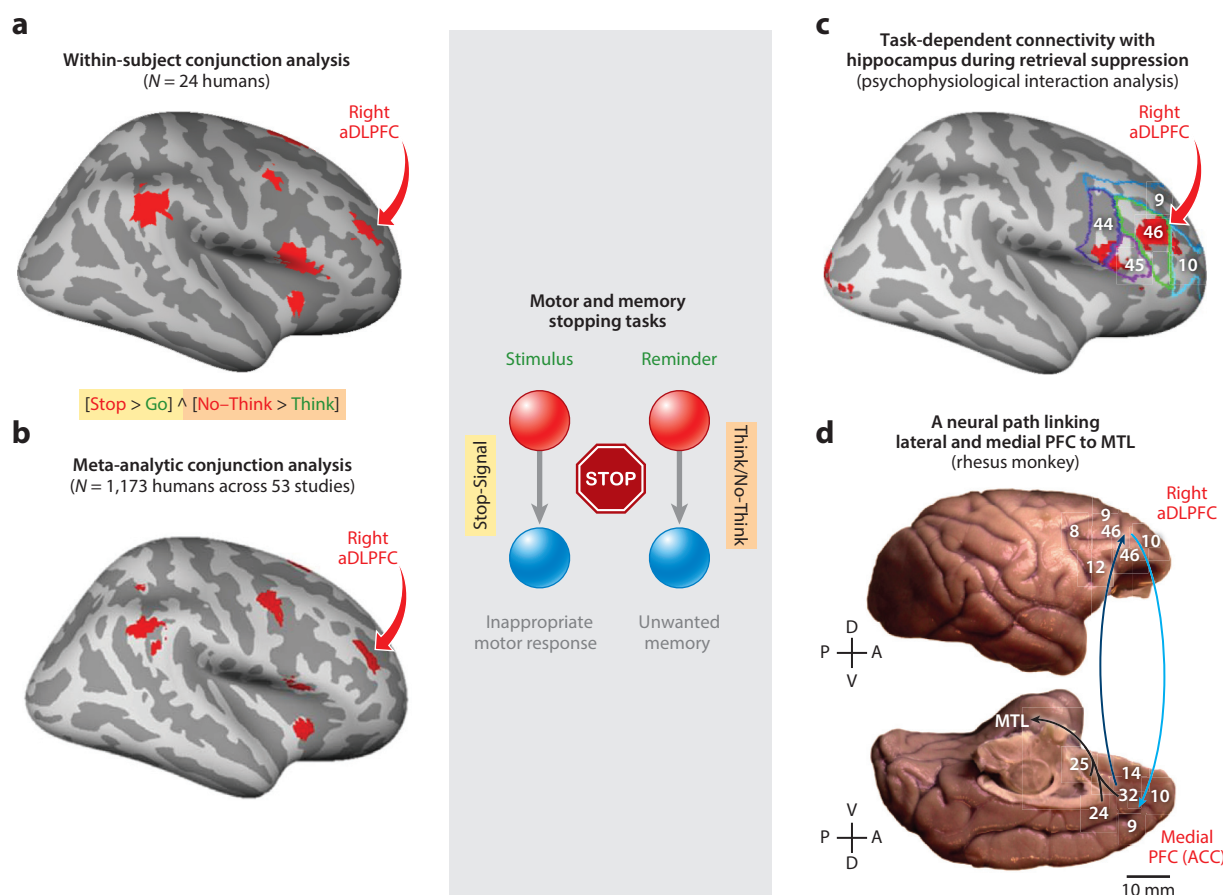 a
Within-subject conjunction analysis
(N = 24 humans)
Right
aDLPFC
[Stop > Go] ^ [No–Think > Think]
b
Meta-analytic conjunction analysis
(N = 1,173 humans across 53 studies)
Right
aDLPFC
Motor and memory
stopping tasks
Stimulus
Reminder
Stop-Signal
STOP
Think/No-Think
Inappropriate
motor response
Unwanted
memory
c
Task-dependent connectivity with
hippocampus during retrieval suppression
(psychophysiological interaction analysis)
Right
aDLPFC
9
44
46
45
10
d
A neural path linking
lateral and medial PFC to MTL
(rhesus monkey)
Right
aDLPFC
9
8
46
10
46
12
D
P
A
V
MTL
25
14
32
10
24
9
V
P
A
D
Medial
PFC (ACC)
10 mm